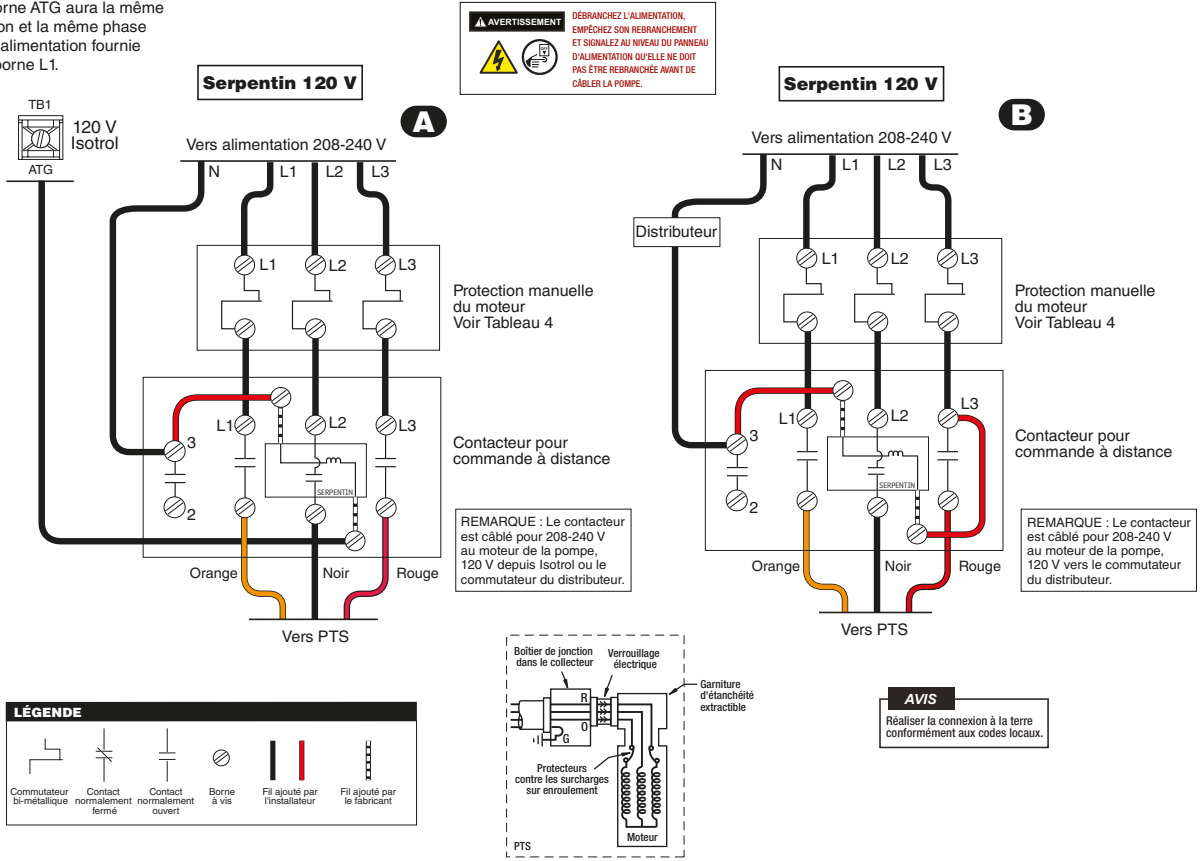 orne ATG aura la même
on et la même phase
alimentation fournie
borne L1.
AVERTISSEMENT
DÉBRANCHEZ L'ALIMENTATION,
EMPÊCHEZ SON REBRANCHEMENT
ET SIGNALEZ AU NIVEAU DU PANNEAU
D'ALIMENTATION QU'ELLE NE DOIT
PAS ÊTRE REBRANCHÉE AVANT DE
CÂBLER LA POMPE.
OFF
Serpentin 120 V
A
TB1
120 V
Isotrol
ATG
Vers alimentation 208-240 V
N L1 L2 L3
L1 L2 L3
Protection manuelle
du moteur
Voir Tableau 4
L1 L2 L3
3
2
SERPENTIN
Contacteur pour
commande à distance
REMARQUE : Le contacteur
est câblé pour 208-240 V
au moteur de la pompe,
120 V depuis Isotrol ou le
commutateur du distributeur.
Orange Noir Rouge
Vers PTS
Serpentin 120 V
B
Vers alimentation 208-240 V
N L1 L2 L3
Distributeur
L1 L2 L3
Protection manuelle
du moteur
Voir Tableau 4
L1 L2 L3
3
2
SERPENTIN
Contacteur pour
commande à distance
REMARQUE : Le contacteur
est câblé pour 208-240 V
au moteur de la pompe,
120 V vers le commutateur
du distributeur.
Orange Noir Rouge
Vers PTS
LÉGENDE
Commutateur
bi-métallique
Contact
normalement
fermé
Contact
normalement
ouvert
Borne
à vis
Fil ajouté par
l'installateur
Fil ajouté par
le fabricant
Boîtier de jonction
dans le collecteur
Verrouillage
électrique
Garniture
d'étanchéité
extractible
R
O
G
Protecteurs
contre les surcharges
sur enroulement
Moteur
PTS
AVIS
Réaliser la connexion à la terre
conformément aux codes locaux.